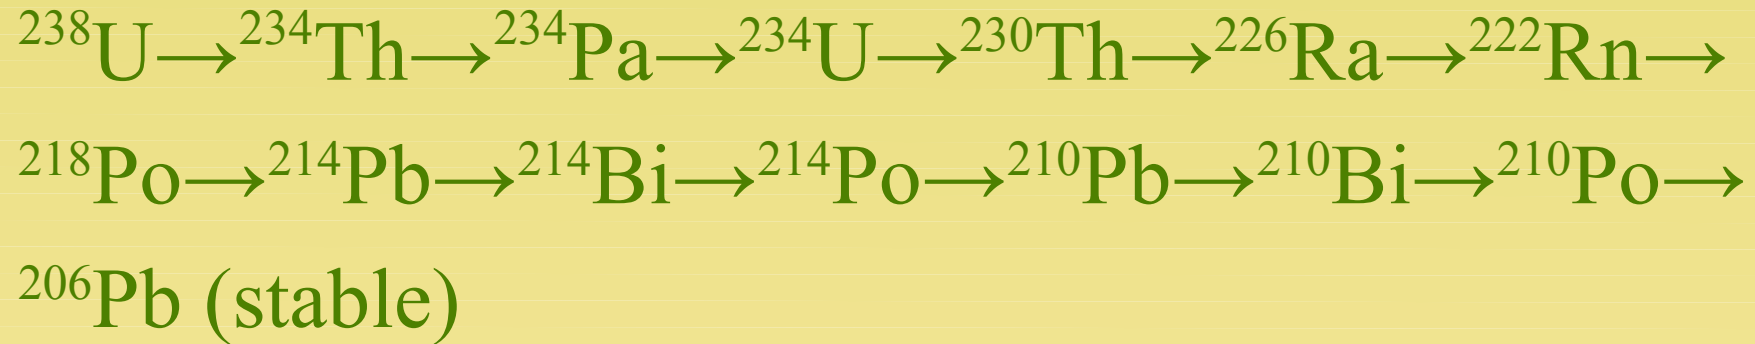 ²³⁸U→²³⁴Th→²³⁴Pa→²³⁴U→²³⁰Th→²²⁶Ra→²²²Rn→
²¹⁸Po→²¹⁴Pb→²¹⁴Bi→²¹⁴Po→²¹⁰Pb→²¹⁰Bi→²¹⁰Po→
²⁰⁶Pb (stable)